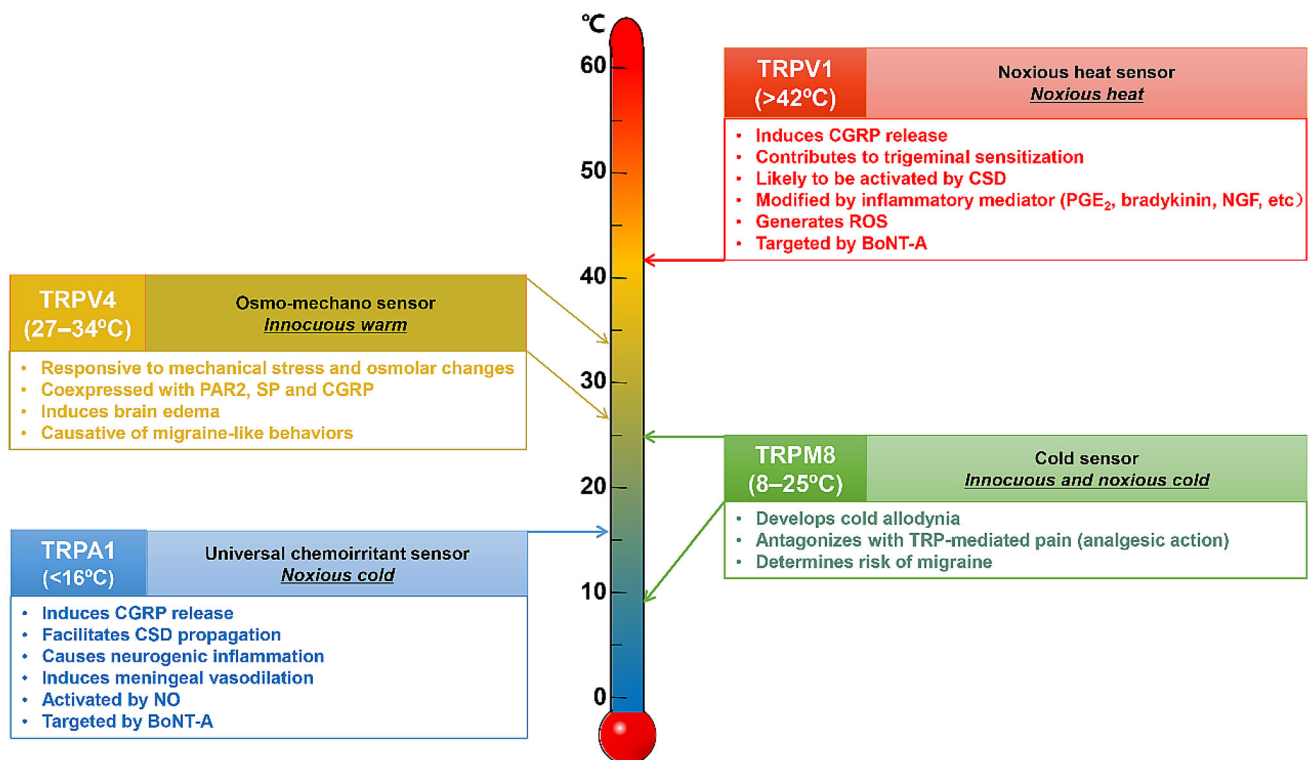 ºC
60
50
40
30
20
10
0
TRPV1
(>42ºC)
Noxious heat sensor
Noxious heat
• Induces CGRP release
• Contributes to trigeminal sensitization
• Likely to be activated by CSD
• Modified by inflammatory mediator (PGE₂, bradykinin, NGF, etc）
• Generates ROS
• Targeted by BoNT-A
TRPV4
(27–34ºC)
Osmo-mechano sensor
Innocuous warm
• Responsive to mechanical stress and osmolar changes
• Coexpressed with PAR2, SP and CGRP
• Induces brain edema
• Causative of migraine-like behaviors
TRPM8
(8–25ºC)
Cold sensor
Innocuous and noxious cold
• Develops cold allodynia
• Antagonizes with TRP-mediated pain (analgesic action)
• Determines risk of migraine
TRPA1
(<16ºC)
Universal chemoirritant sensor
Noxious cold
• Induces CGRP release
• Facilitates CSD propagation
• Causes neurogenic inflammation
• Induces meningeal vasodilation
• Activated by NO
• Targeted by BoNT-A